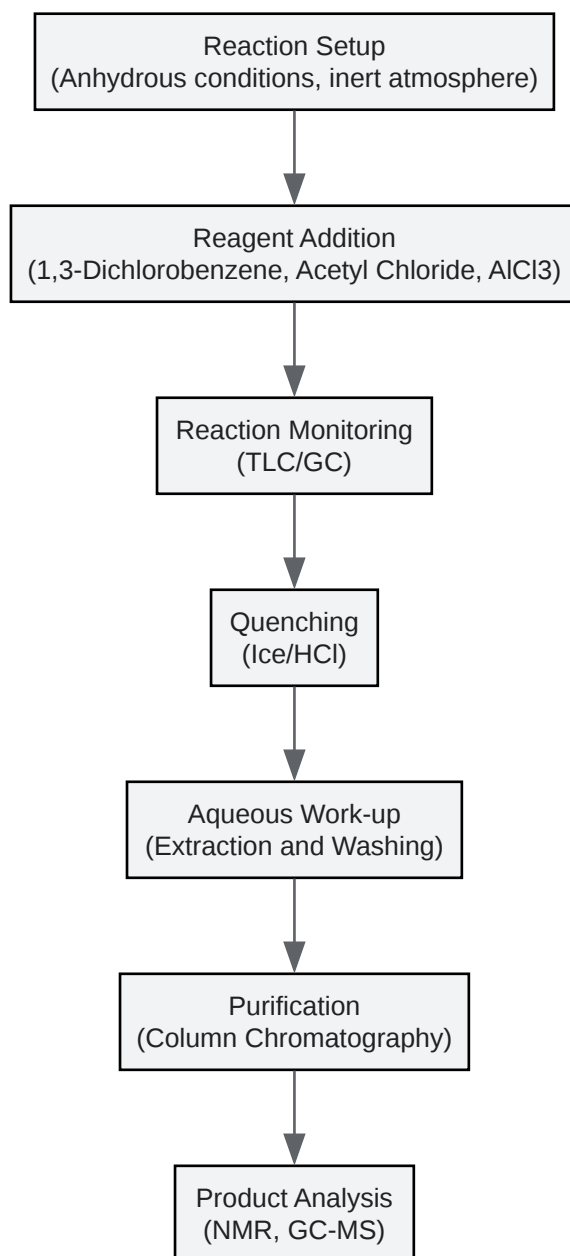 Reaction Setup
(Anhydrous conditions, inert atmosphere)
Reagent Addition
(1,3-Dichlorobenzene, Acetyl Chloride, AlCl3)
Reaction Monitoring
(TLC/GC)
Quenching
(Ice/HCl)
Aqueous Work-up
(Extraction and Washing)
Purification
(Column Chromatography)
Product Analysis
(NMR, GC-MS)